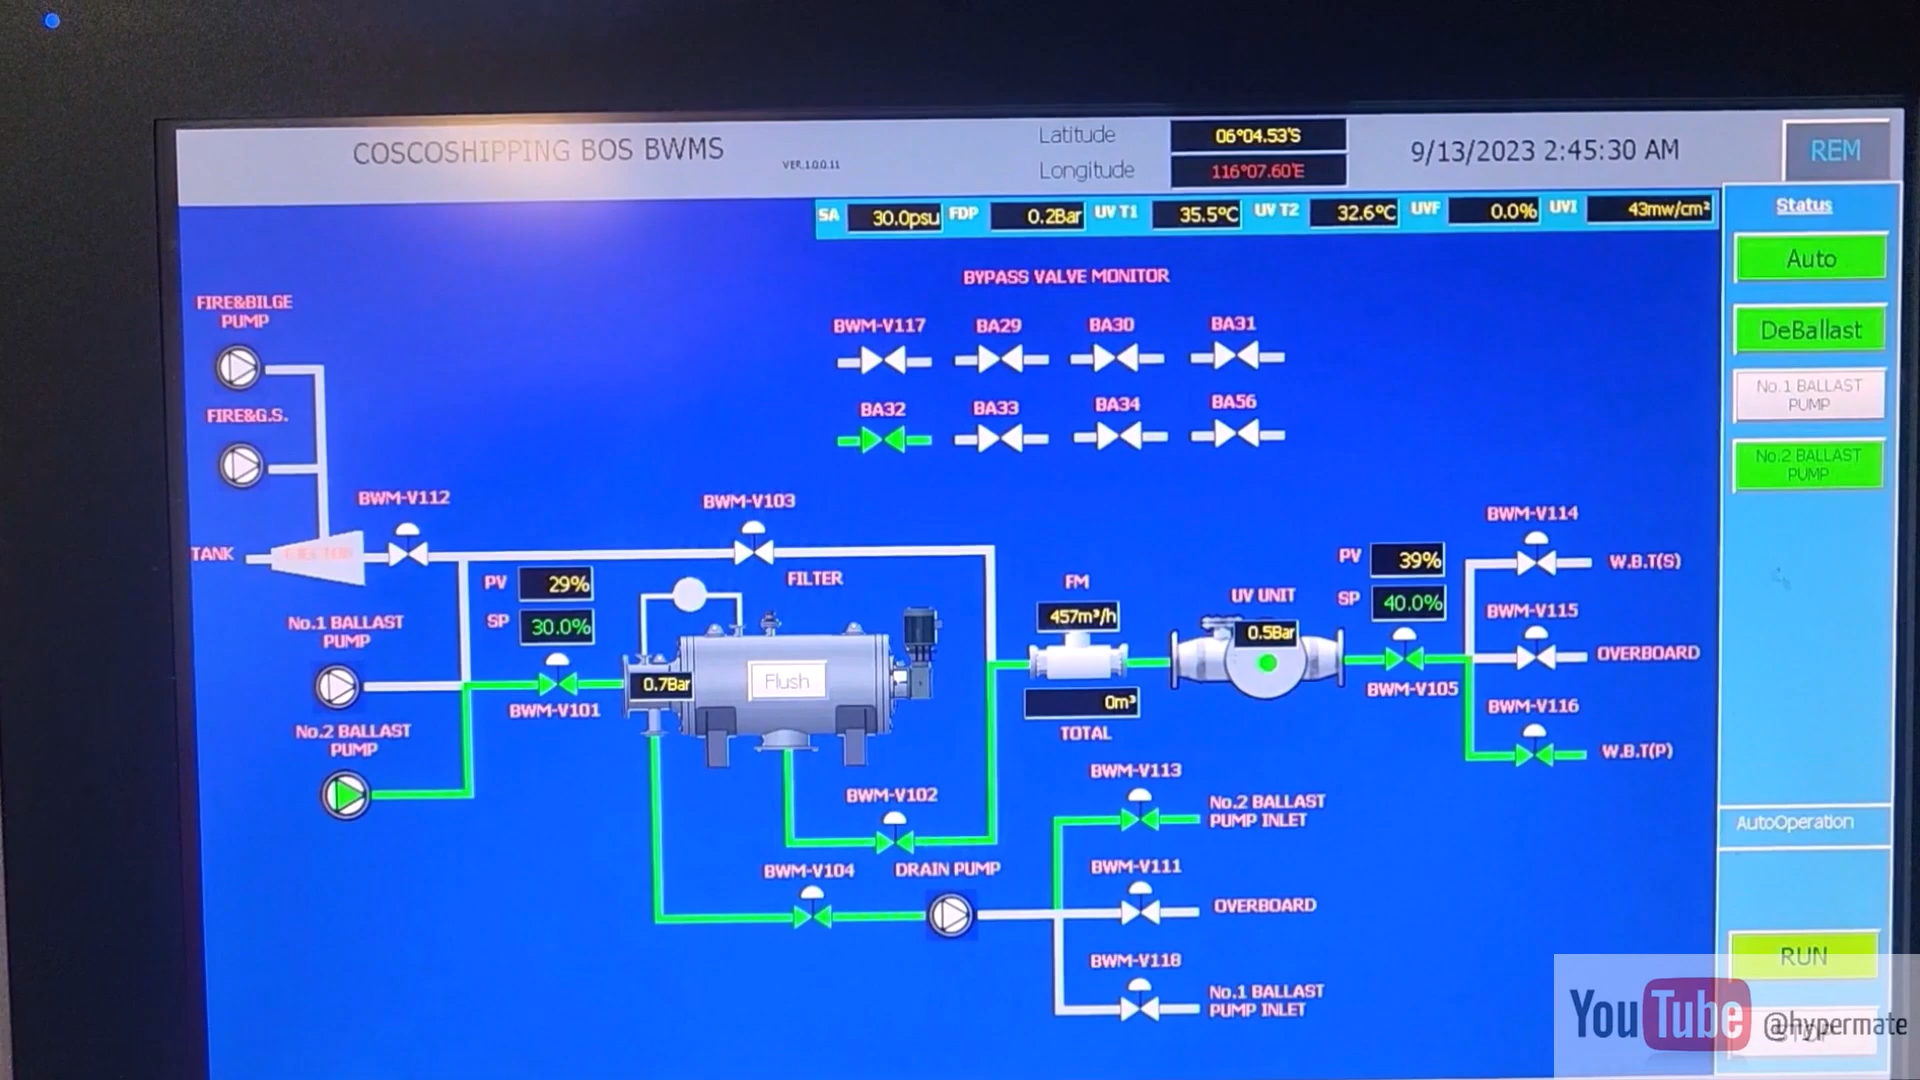 COSCOSHIPPING BOS BWMS
VER.1.0.0.11
Latitude
06°04.53'S
Longitude
116°07.60'E
9/13/2023 2:45:30 AM
REM
SA
30.0psu
FDP
0.2Bar
UV T1
35.5℃
UV T2
32.6℃
UVF
0.0%
UVI
43mw/cm²
Status
Auto
DeBallast
No.1 BALLAST
PUMP
No.2 BALLAST
PUMP
BYPASS VALVE MONITOR
BWM-V117
BA29
BA30
BA31
BA32
BA33
BA34
BA56
FIRE&BILGE
PUMP
FIRE&G.S.
BWM-V112
BWM-V103
TANK
PV
29%
SP
30.0%
FILTER
No.1 BALLAST
PUMP
BWM-V101
0.7Bar
Flush
No.2 BALLAST
PUMP
BWM-V102
BWM-V104
DRAIN PUMP
FM
457m³/h
0m³
TOTAL
UV UNIT
0.5Bar
PV
39%
SP
40.0%
BWM-V105
BWM-V114
W.B.T(S)
BWM-V115
OVERBOARD
BWM-V116
W.B.T(P)
BWM-V113
No.2 BALLAST
PUMP INLET
BWM-V111
OVERBOARD
BWM-V118
No.1 BALLAST
PUMP INLET
AutoOperation
RUN
STOP
YouTube @hypermate